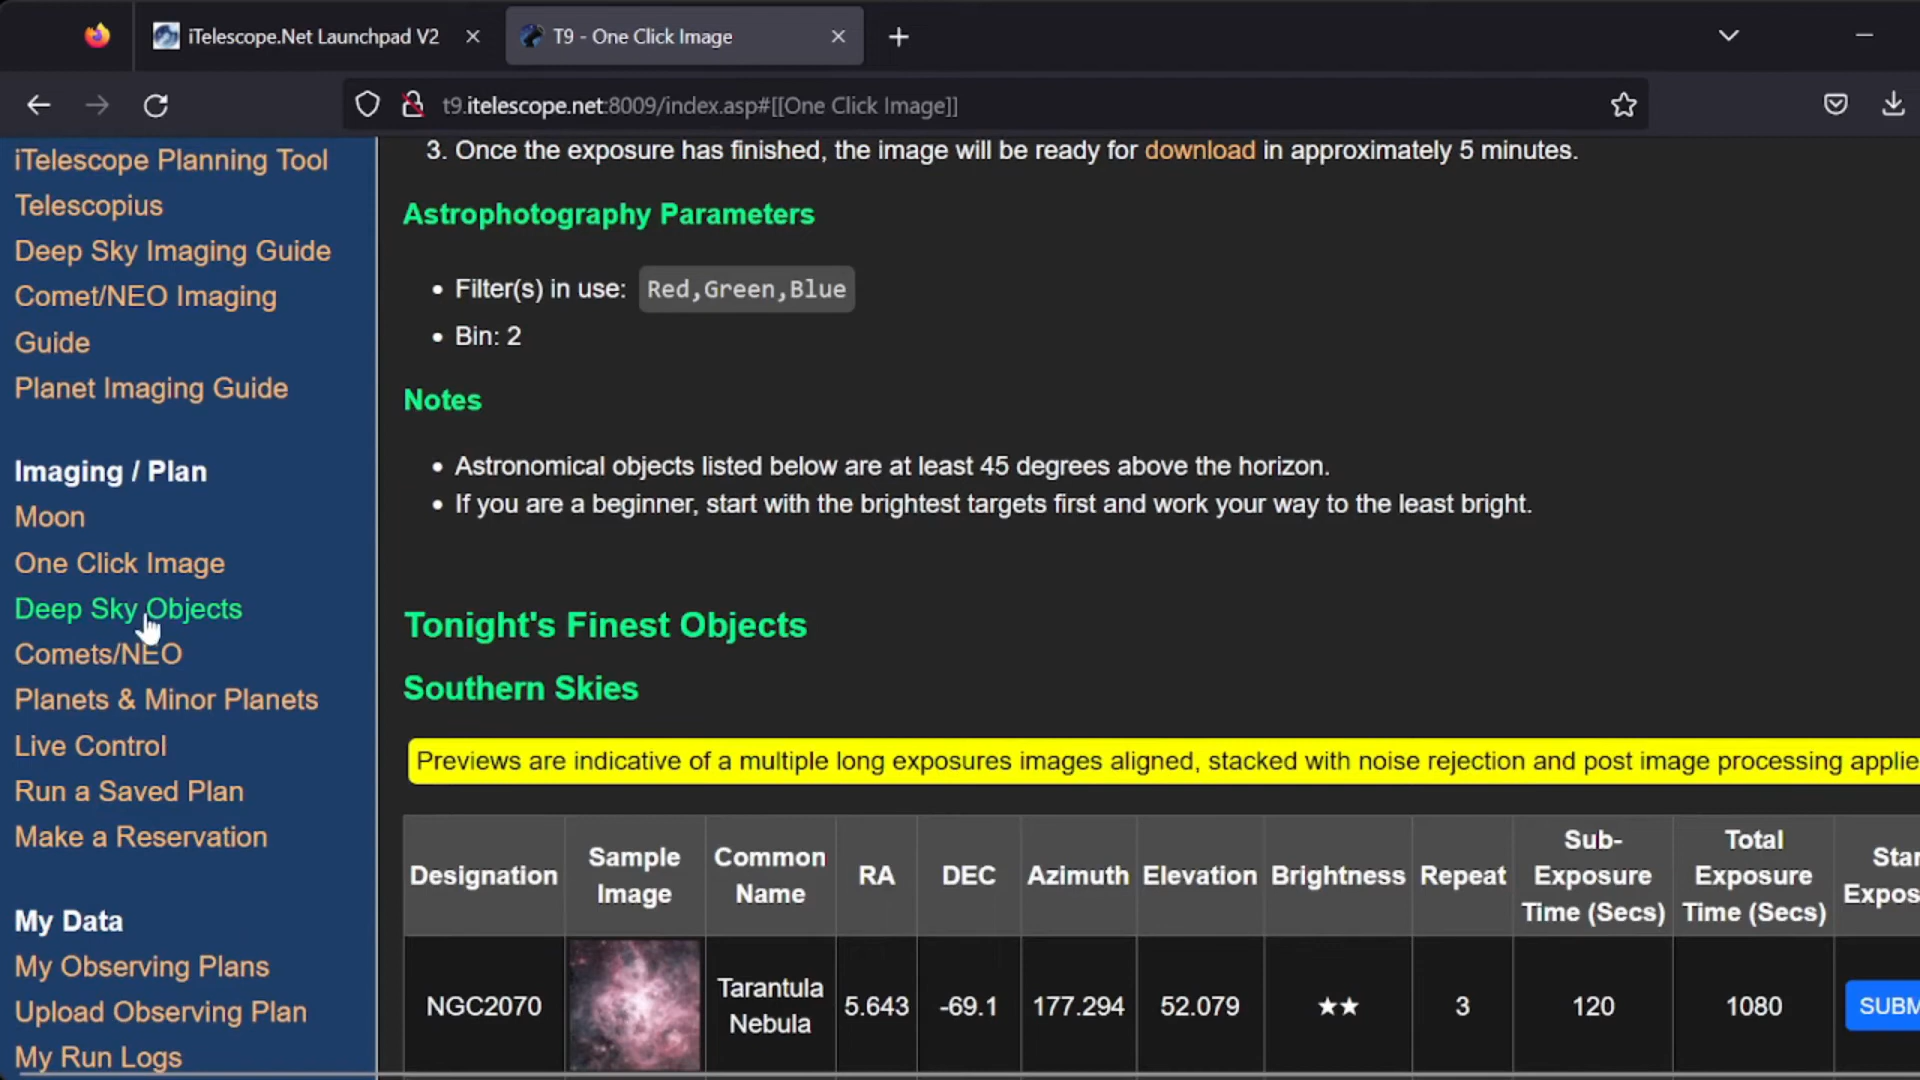 iTelescope.Net Launchpad V2
T9 - One Click Image
t9.itelescope.net:8009/index.asp#[[One Click Image]]
iTelescope Planning Tool
Telescopius
Deep Sky Imaging Guide
Comet/NEO Imaging
Guide
Planet Imaging Guide
Imaging / Plan
Moon
One Click Image
Deep Sky Objects
Comets/NEO
Planets & Minor Planets
Live Control
Run a Saved Plan
Make a Reservation
My Data
My Observing Plans
Upload Observing Plan
My Run Logs
3. Once the exposure has finished, the image will be ready for download in approximately 5 minutes.
Astrophotography Parameters
• Filter(s) in use: Red,Green,Blue
• Bin: 2
Notes
• Astronomical objects listed below are at least 45 degrees above the horizon.
• If you are a beginner, start with the brightest targets first and work your way to the least bright.
Tonight's Finest Objects
Southern Skies
Previews are indicative of a multiple long exposures images aligned, stacked with noise rejection and post image processing applie
Designation
Sample
Image
Common
Name
RA
DEC
Azimuth
Elevation
Brightness
Repeat
Sub-
Exposure
Time (Secs)
Total
Exposure
Time (Secs)
Star
Expos
NGC2070
Tarantula
Nebula
5.643
-69.1
177.294
52.079
★★
3
120
1080
SUBM